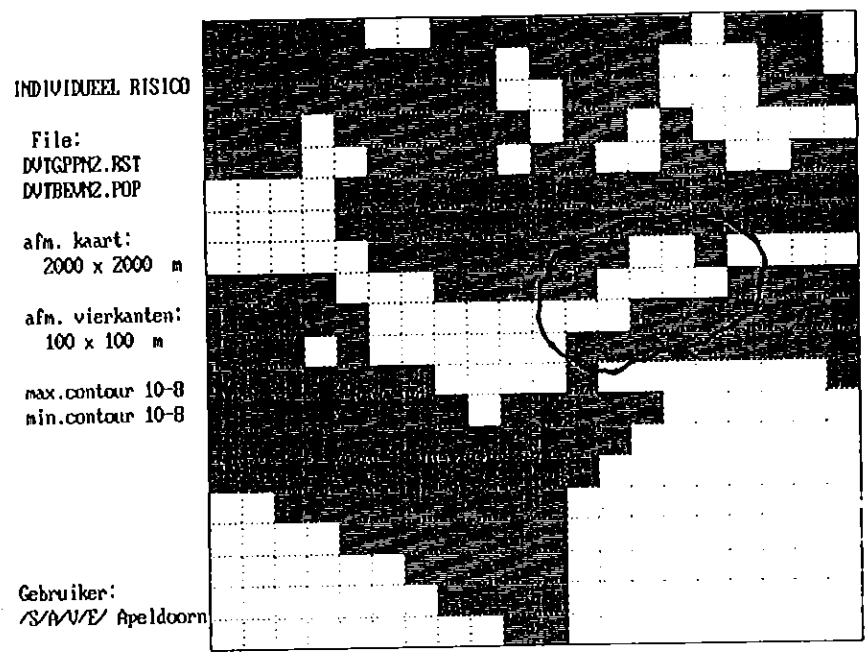 INDIVIDUEEL RISICO
File:
DVTGPPN2.RST
DVTBEVN2.POP
afm. kaart:
2000 x 2000 m
afm. vierkanten:
100 x 100 m
max.contour 10-8
min.contour 10-8
Gebruiker:
/S/A/V/E/ Apeldoorn